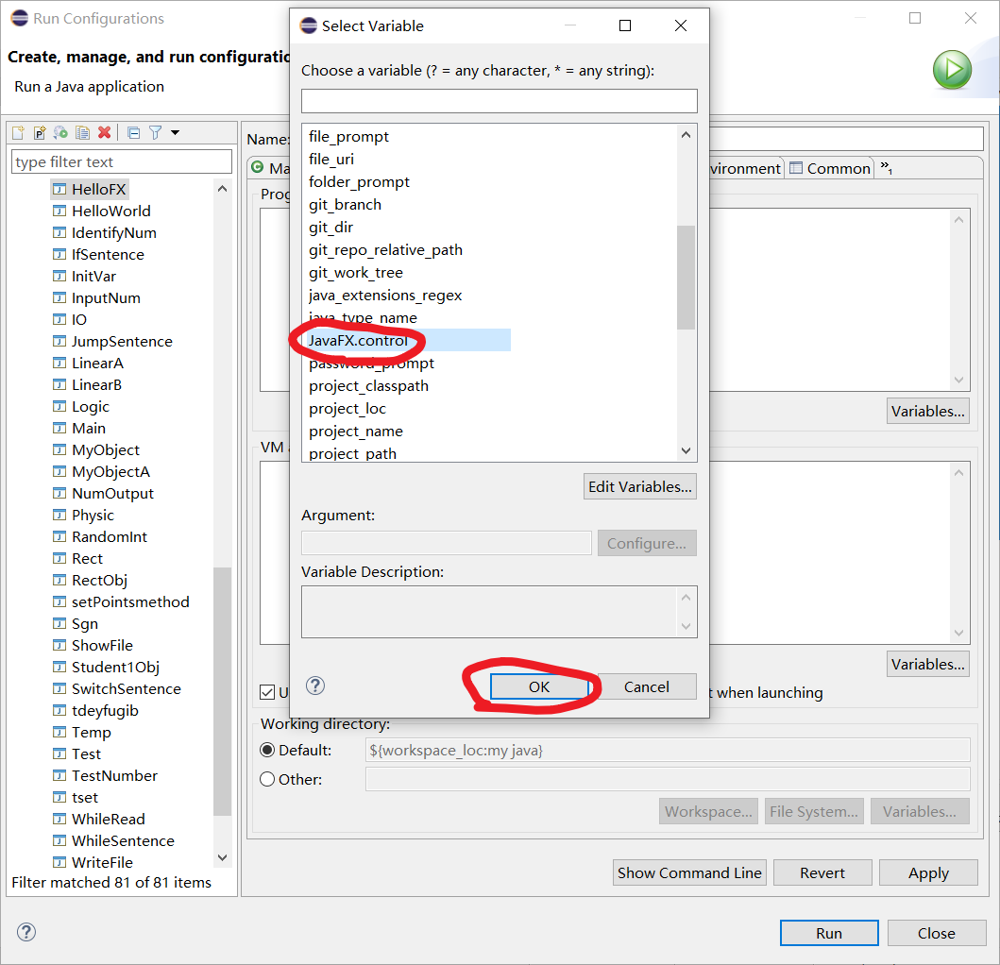 Run Configurations
Create, manage, and run configuratio
Run a Java application
type filter text
HelloFX
HelloWorld
IdentifyNum
IfSentence
InitVar
InputNum
IO
JumpSentence
LinearA
LinearB
Logic
Main
MyObject
MyObjectA
NumOutput
Physic
RandomInt
Rect
RectObj
setPointsmethod
Sgn
ShowFile
Student1Obj
SwitchSentence
tdeyfugib
Temp
Test
TestNumber
tset
WhileRead
WhileSentence
WriteFile
Filter matched 81 of 81 items
Name:
Ma
vironment
Common
»1
Prog
Variables...
VM a
Variables...
U
t when launching
Working directory:
Default:
${workspace_loc:my java}
Other:
Workspace...
File System...
Variables...
Show Command Line
Revert
Apply
Run
Close
Select Variable
Choose a variable (? = any character, * = any string):
file_prompt
file_uri
folder_prompt
git_branch
git_dir
git_repo_relative_path
git_work_tree
java_extensions_regex
java_type_name
JavaFX.control
password_prompt
project_classpath
project_loc
project_name
project_path
Edit Variables...
Argument:
Configure...
Variable Description:
OK
Cancel